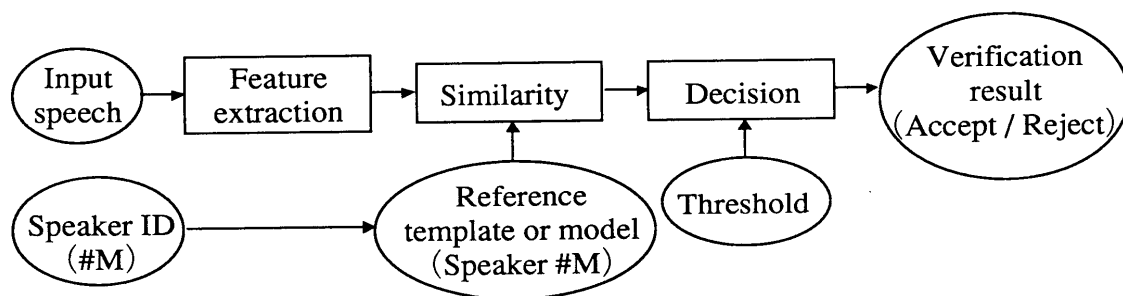 Input
speech
Feature
extraction
Similarity
Decision
Verification
result
(Accept / Reject)
Speaker ID
(#M)
Reference
template or model
(Speaker #M)
Threshold